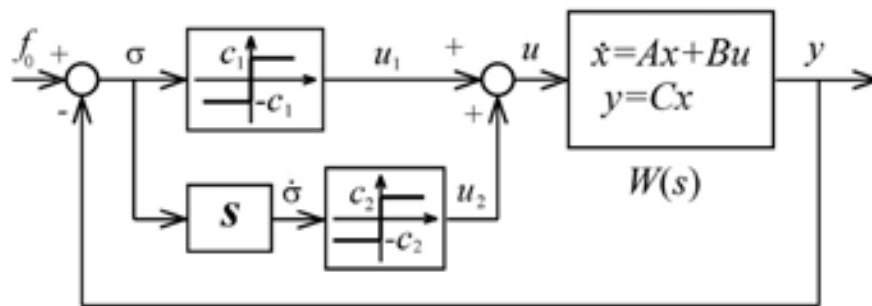 f₀ + σ c₁ -c₁ u₁ + u ẋ=Ax+Bu y
- + y=Cx
s σ̇ c₂ -c₂ u₂ W(s)